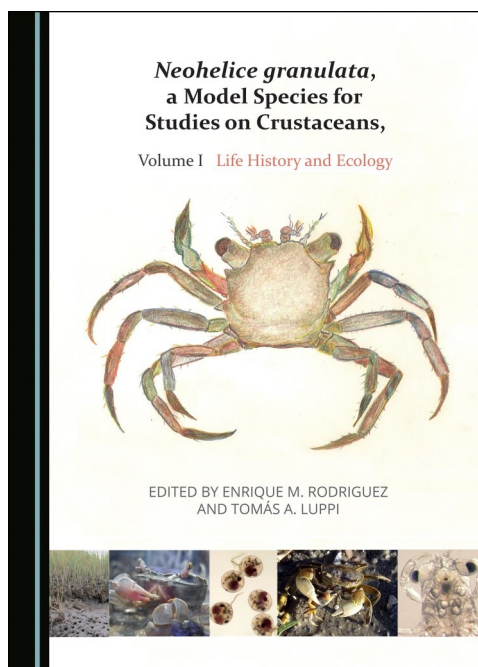 Neohelice granulata,
a Model Species for
Studies on Crustaceans,
Volume I Life History and Ecology
EDITED BY ENRIQUE M. RODRIGUEZ
AND TOMÁS A. LUPPI